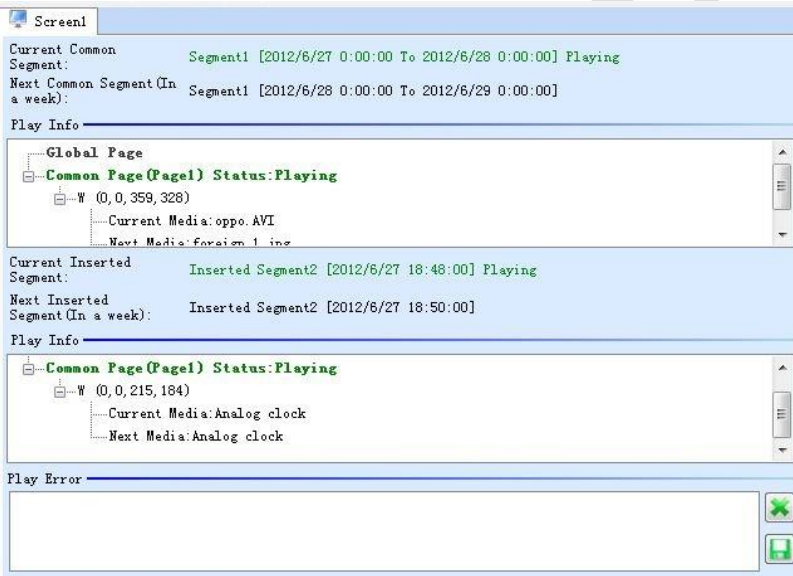 Screen1
Current Common
Segment:
Segment1 [2012/6/27 0:00:00 To 2012/6/28 0:00:00] Playing
Next Common Segment(In
a week):
Segment1 [2012/6/28 0:00:00 To 2012/6/29 0:00:00]
Play Info
Global Page
Common Page(Page1) Status:Playing
W (0,0,359,328)
Current Media:oppo.AVI
Next Media:foreign 1.jpg
Current Inserted
Segment:
Inserted Segment2 [2012/6/27 18:48:00] Playing
Next Inserted
Segment(In a week):
Inserted Segment2 [2012/6/27 18:50:00]
Play Info
Common Page(Page1) Status:Playing
W (0,0,215,184)
Current Media:Analog clock
Next Media:Analog clock
Play Error